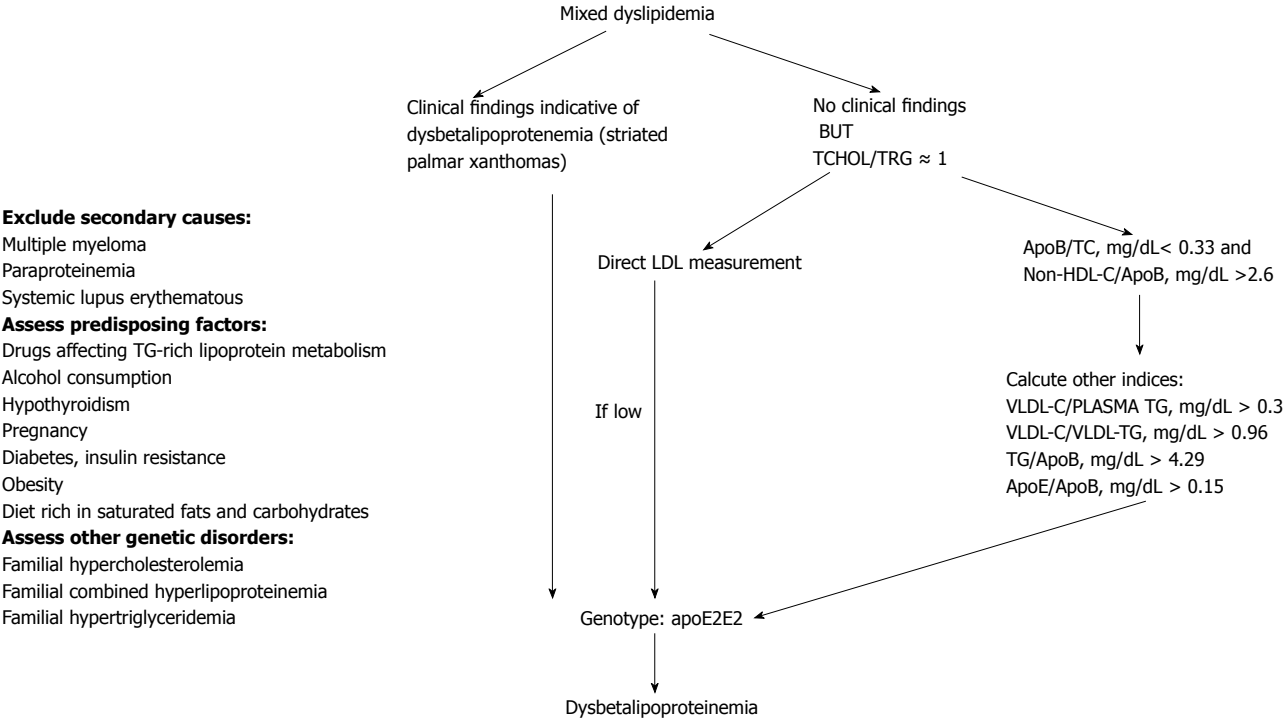 Mixed dyslipidemia
Clinical findings indicative of
dysbetalipoprotenemia (striated
palmar xanthomas)
No clinical findings
BUT
TCHOL/TRG ≈ 1
Exclude secondary causes:
Multiple myeloma
Paraproteinemia
Systemic lupus erythematous
Assess predisposing factors:
Drugs affecting TG-rich lipoprotein metabolism
Alcohol consumption
Hypothyroidism
Pregnancy
Diabetes, insulin resistance
Obesity
Diet rich in saturated fats and carbohydrates
Assess other genetic disorders:
Familial hypercholesterolemia
Familial combined hyperlipoproteinemia
Familial hypertriglyceridemia
Direct LDL measurement
ApoB/TC, mg/dL< 0.33 and
Non-HDL-C/ApoB, mg/dL >2.6
If low
Calcute other indices:
VLDL-C/PLASMA TG, mg/dL > 0.3
VLDL-C/VLDL-TG, mg/dL > 0.96
TG/ApoB, mg/dL > 4.29
ApoE/ApoB, mg/dL > 0.15
Genotype: apoE2E2
Dysbetalipoproteinemia